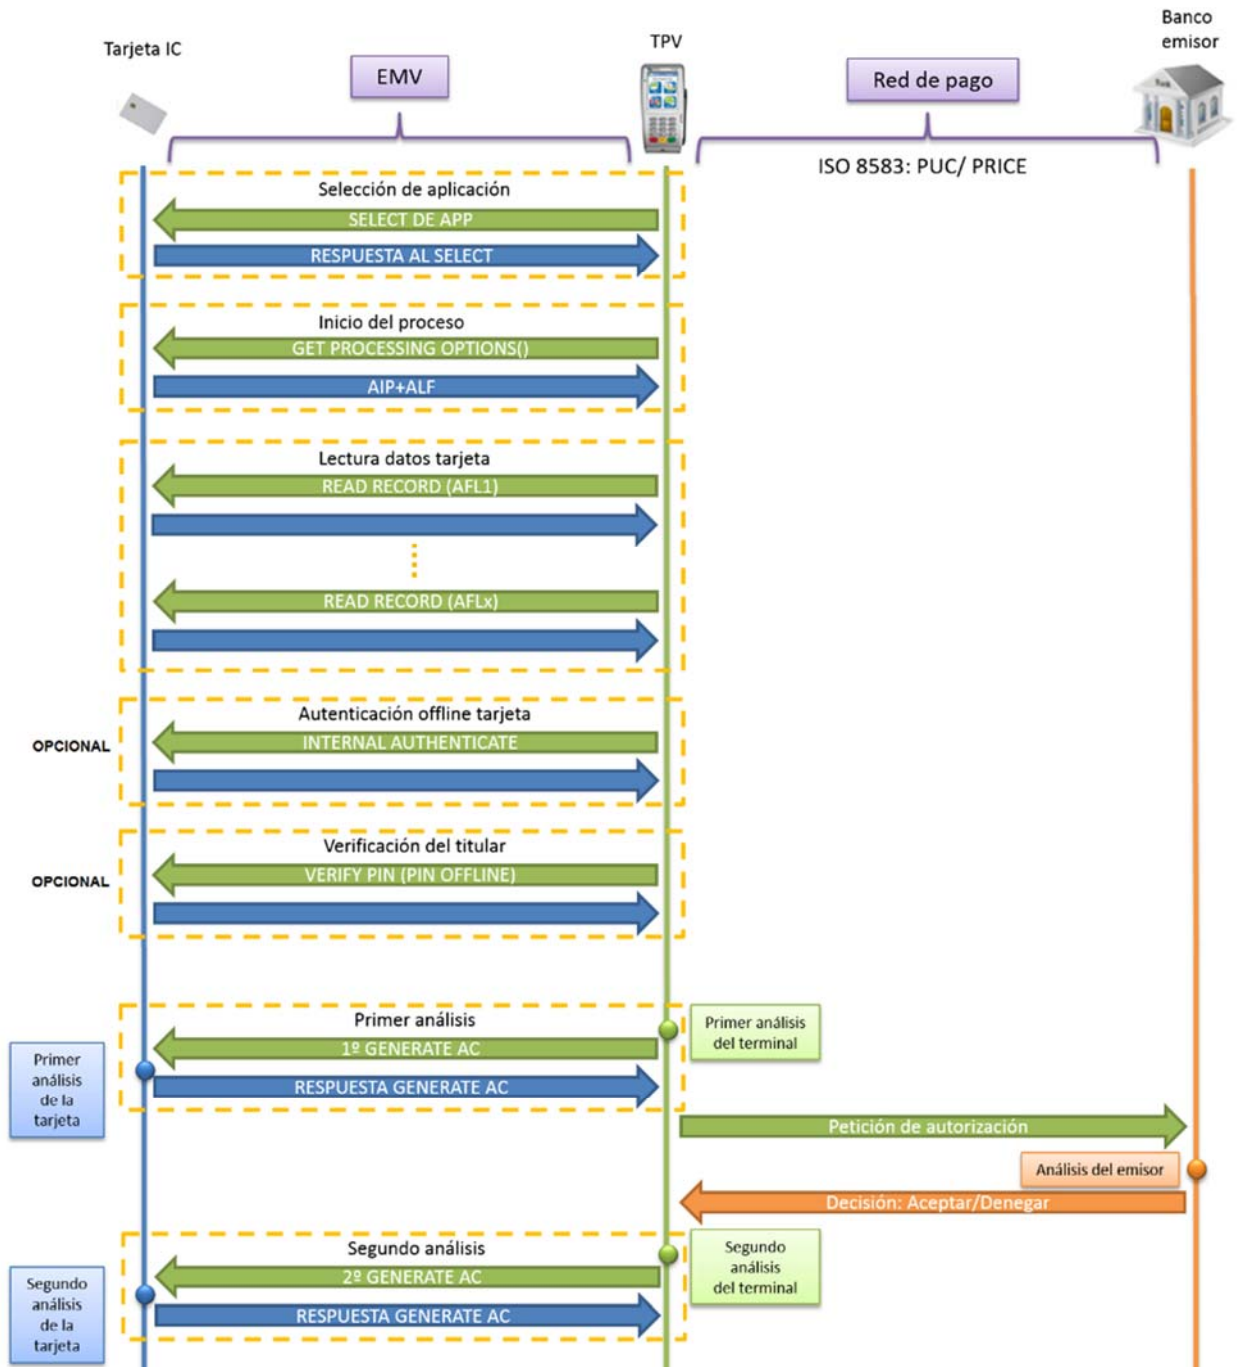 Banco
emisor
Tarjeta IC
TPV
EMV
Red de pago
ISO 8583: PUC/ PRICE
Selección de aplicación
SELECT DE APP
RESPUESTA AL SELECT
Inicio del proceso
GET PROCESSING OPTIONS()
AIP+ALF
Lectura datos tarjeta
READ RECORD (AFL1)
READ RECORD (AFLx)
Autenticación offline tarjeta
OPCIONAL
INTERNAL AUTHENTICATE
Verificación del titular
OPCIONAL
VERIFY PIN (PIN OFFLINE)
Primer análisis
1º GENERATE AC
RESPUESTA GENERATE AC
Primer análisis
del terminal
Primer
análisis
de la
tarjeta
Petición de autorización
Análisis del emisor
Decisión: Aceptar/Denegar
Segundo análisis
2º GENERATE AC
RESPUESTA GENERATE AC
Segundo
análisis
del terminal
Segundo
análisis
de la
tarjeta